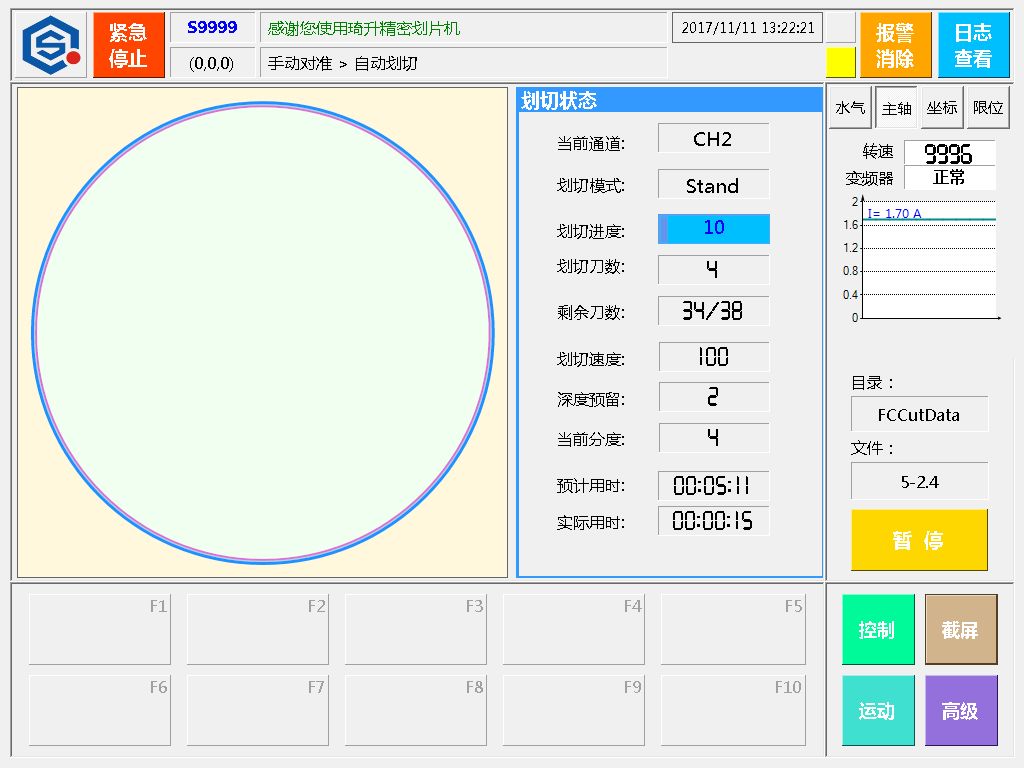 紧急
停止
S9999
(0,0,0)
感谢您使用琦升精密划片机
手动对准 > 自动划切
2017/11/11 13:22:21
报警
消除
日志
查看
划切状态
当前通道: CH2
划切模式: Stand
划切进度: 10
划切刀数: 4
剩余刀数: 34/38
划切速度: 100
深度预留: 2
当前分度: 4
预计用时: 00:05:11
实际用时: 00:00:15
水气 主轴 坐标 限位
转速 9996
变频器 正常
I= 1.70 A
2
1.6
1.2
0.8
0.4
0
目录：
FCCutData
文件：
5-2.4
暂 停
F1 F2 F3 F4 F5
F6 F7 F8 F9 F10
控制 截屏
运动 高级